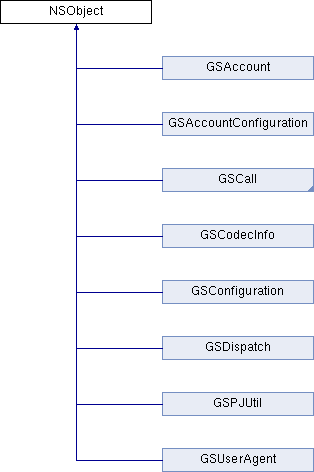 NSObject
GSAccount
GSAccountConfiguration
GSCall
GSCodecInfo
GSConfiguration
GSDispatch
GSPJUtil
GSUserAgent